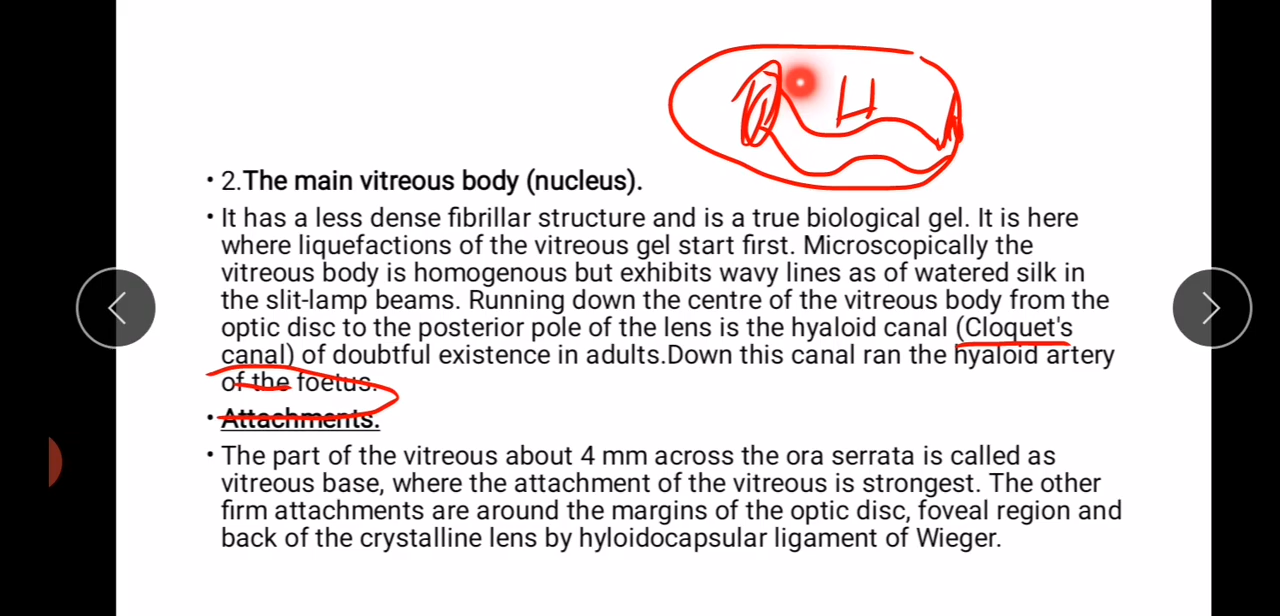 H
• 2.The main vitreous body (nucleus).
• It has a less dense fibrillar structure and is a true biological gel. It is here
where liquefactions of the vitreous gel start first. Microscopically the
vitreous body is homogenous but exhibits wavy lines as of watered silk in
the slit-lamp beams. Running down the centre of the vitreous body from the
optic disc to the posterior pole of the lens is the hyaloid canal (Cloquet's
canal) of doubtful existence in adults.Down this canal ran the hyaloid artery
of the foetus.
• Attachments.
• The part of the vitreous about 4 mm across the ora serrata is called as
vitreous base, where the attachment of the vitreous is strongest. The other
firm attachments are around the margins of the optic disc, foveal region and
back of the crystalline lens by hyloidocapsular ligament of Wieger.